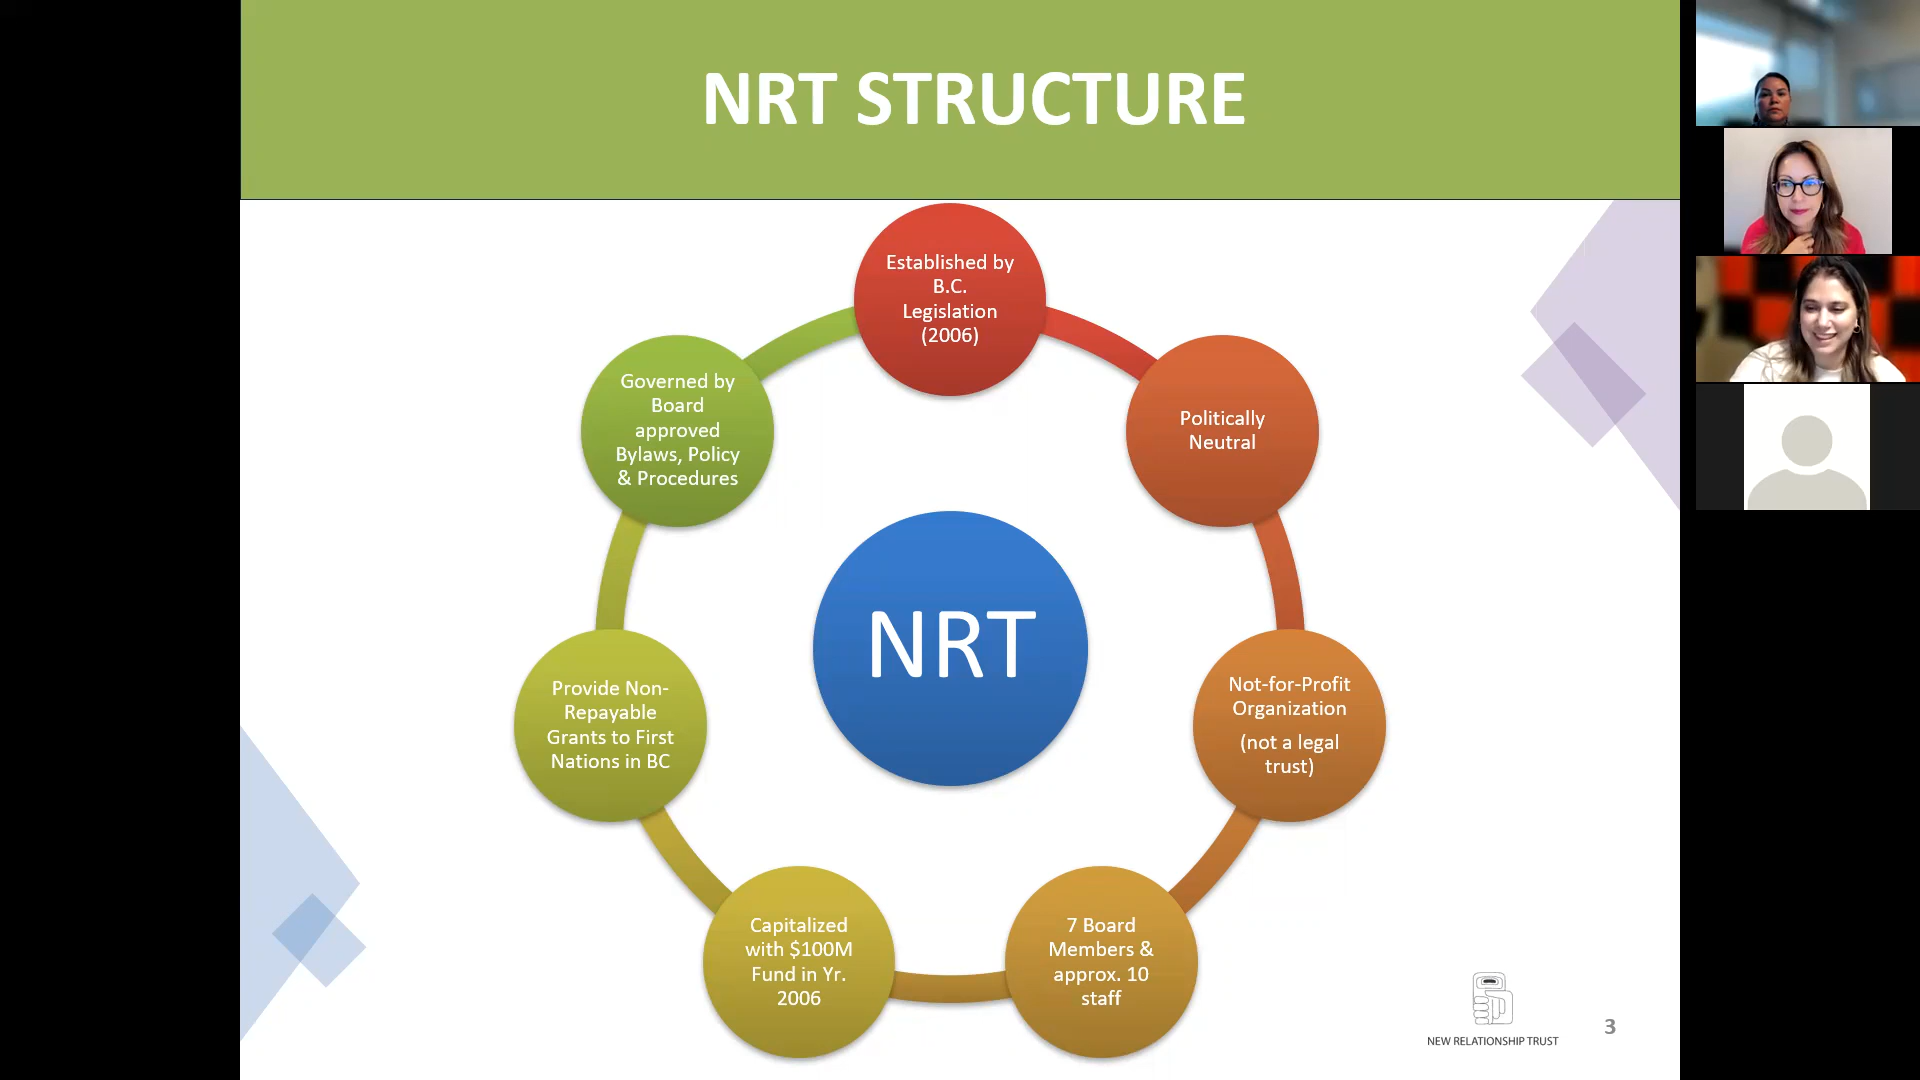 NRT STRUCTURE
Established by
B.C.
Legislation
(2006)
Politically
Neutral
Not-for-Profit
Organization
(not a legal
trust)
7 Board
Members &
approx. 10
staff
Capitalized
with $100M
Fund in Yr.
2006
Provide Non-
Repayable
Grants to First
Nations in BC
Governed by
Board
approved
Bylaws, Policy
& Procedures
NRT
NEW RELATIONSHIP TRUST
3